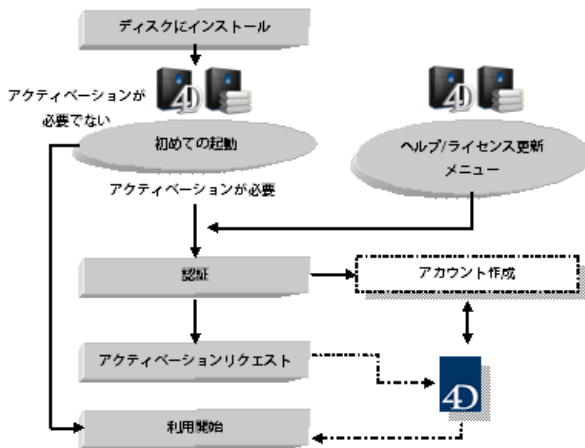 ディスクにインストール
アクティベーションが
必要でない
4D
4D
初めての起動
ヘルプ/ライセンス更新
メニュー
アクティベーションが必要
認証
アカウント作成
アクティベーションリクエスト
4D
利用開始